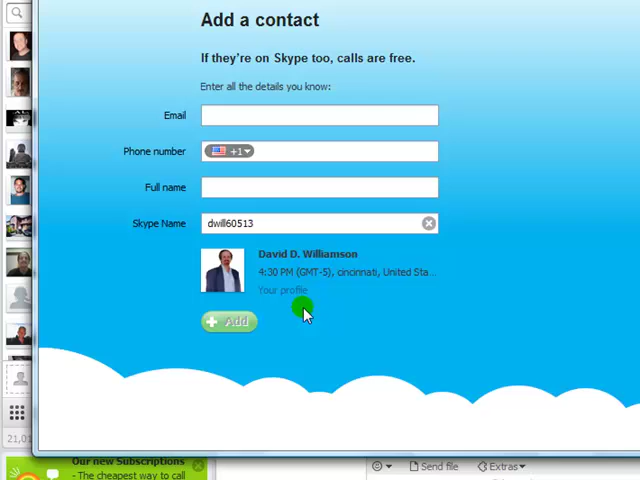 Add a contact
If they're on Skype too, calls are free.
Enter all the details you know:
Email
Phone number +1
Full name
Skype Name dwill60513
David D. Williamson
4:30 PM (GMT-5), cincinnati, United Sta...
Your profile
+ Add
21,01
Our new Subscriptions
- The cheapest way to call
Send file Extras